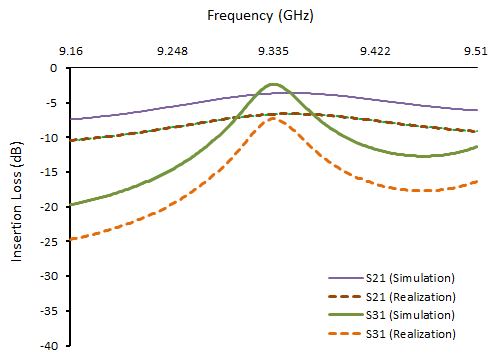 Frequency (GHz)
9.16 9.248 9.335 9.422 9.51
0
-5
-10
-15
-20
-25
-30
-35
-40
Insertion Loss (dB)
S21 (Simulation)
S21 (Realization)
S31 (Simulation)
S31 (Realization)